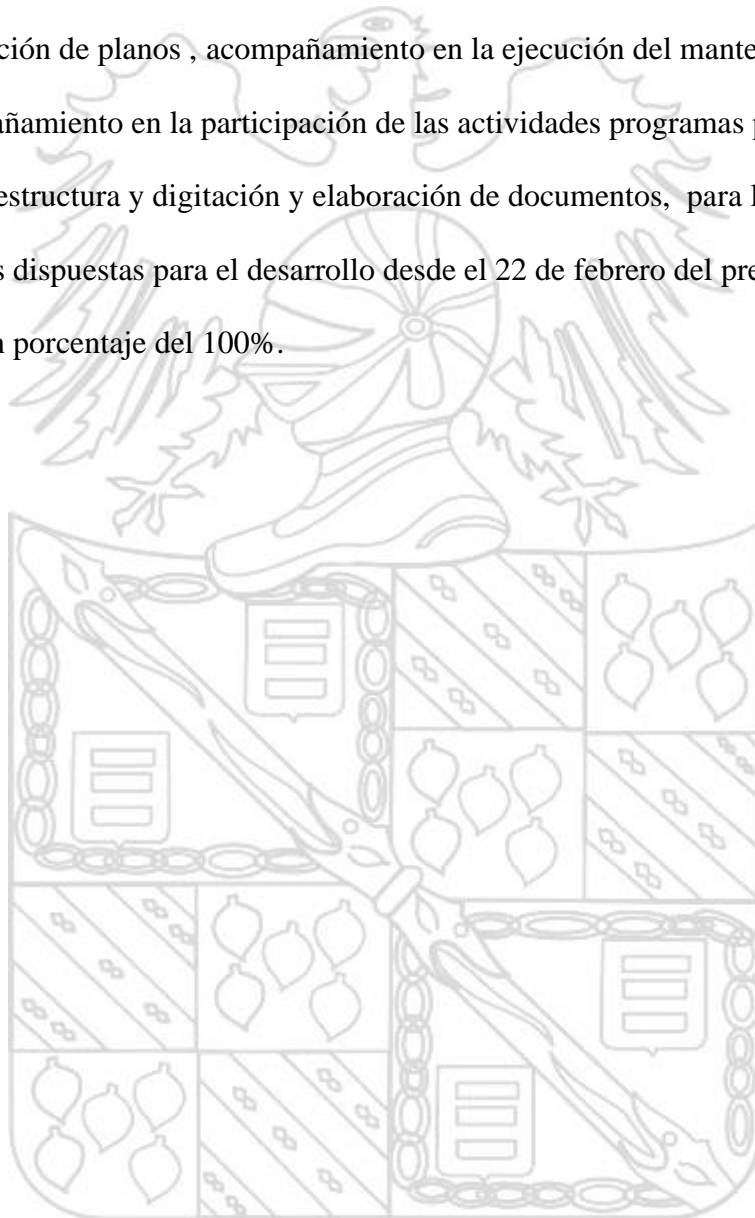 ción de planos , acompañamiento en la ejecución del mante
añamiento en la participación de las actividades programas p
estructura y digitación y elaboración de documentos, para l
s dispuestas para el desarrollo desde el 22 de febrero del pre
n porcentaje del 100%.